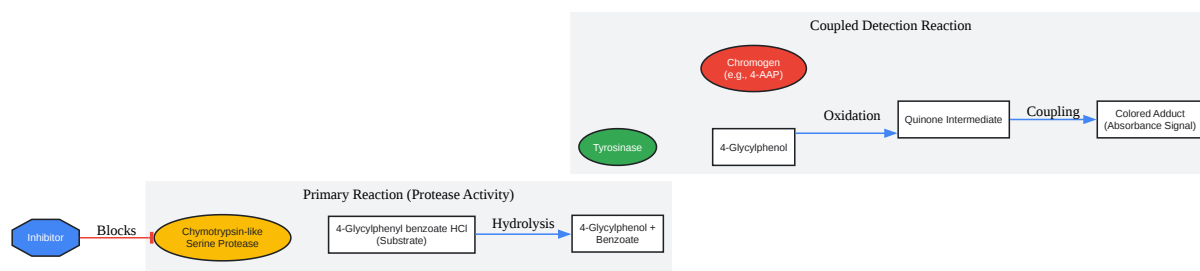 Coupled Detection Reaction
Chromogen
(e.g., 4-AAP)
Tyrosinase
4-Glycylphenol
Oxidation
Quinone Intermediate
Coupling
Colored Adduct
(Absorbance Signal)
Primary Reaction (Protease Activity)
Inhibitor
Blocks
Chymotrypsin-like
Serine Protease
4-Glycylphenyl benzoate HCl
(Substrate)
Hydrolysis
4-Glycylphenol +
Benzoate